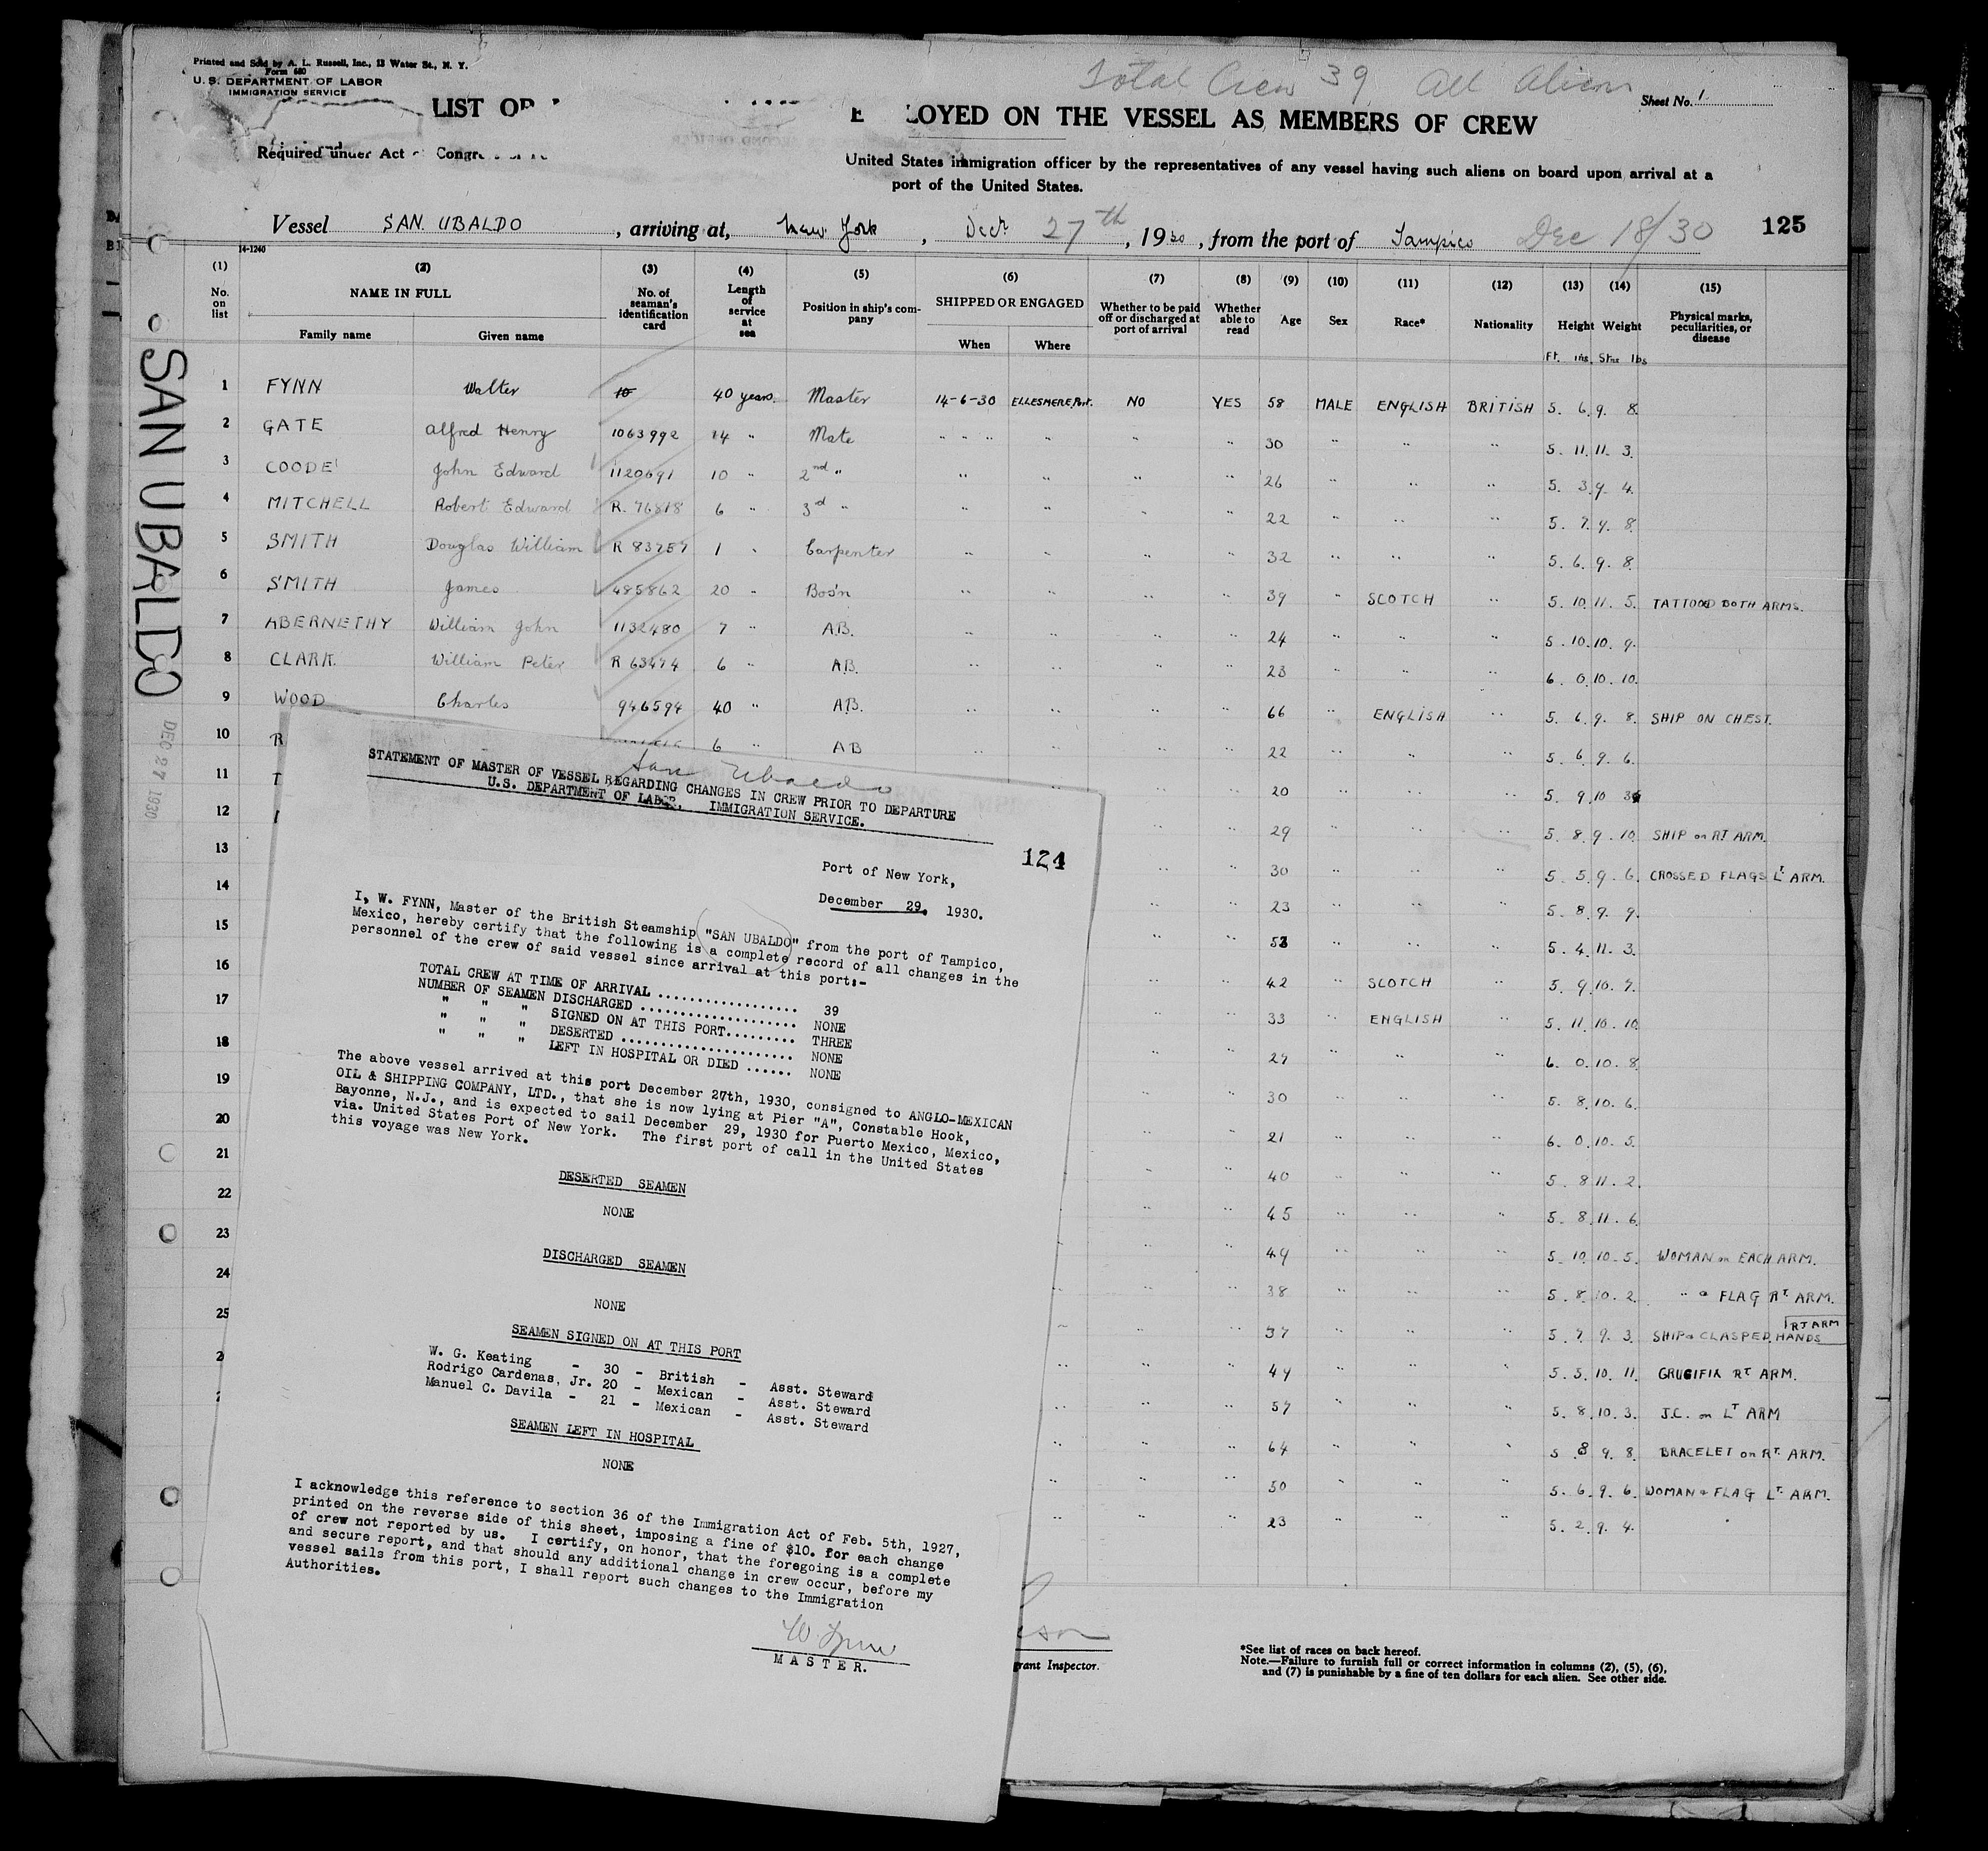 Printed and Sold by A. L. Russell, Inc., 13 Water St., N. Y.
Form 680
U. S. DEPARTMENT OF LABOR
IMMIGRATION SERVICE
Total Crew 39 All Aliens
Sheet No. 1
LIST OF
LOYED ON THE VESSEL AS MEMBERS OF CREW
Required under Act
United States immigration officer by the representatives of any vessel having such aliens on board upon arrival at a
port of the United States.
Vessel SAN. UBALDO, arriving at, New York, Decr 27th, 1930, from the port of Tampico Dec 18/30 125
14-1240
(1) (2) (3) (4) (5) (6) (7) (8) (9) (10) (11) (12) (13) (14) (15)
No. on list
NAME IN FULL
Family name
Given name
No. of seaman's identification card
Length of service at sea
Position in ship's company
SHIPPED OR ENGAGED
When
Where
Whether to be paid off or discharged at port of arrival
Whether able to read
Age
Sex
Race*
Nationality
Height
Weight
Physical marks, peculiarities, or disease
Ft. ins. Stns lbs
1 FYNN Walter 40 years. Master 14-6-30 ELLESMERE Port. NO YES 58 MALE ENGLISH BRITISH 5. 6. 9. 8.
2 GATE Alfred Henry 1063992 14 " Mate " " " " " " 30 " " " 5. 11. 11. 3.
3 COODE John Edward 1120691 10 " 2nd " " " " " 26 " " " 5. 3. 9. 4.
4 MITCHELL Robert Edward R. 76818 6 " 3rd " " " " " 22 " " " 5. 7. 9. 8.
5 SMITH Douglas William R 83757 1 " Carpenter " " " " 32 " " " 5. 6. 9. 8.
6 SMITH James 485862 20 " Bos'n " " " " 39 " SCOTCH " 5. 10. 11. 5. TATTOOED BOTH ARMS.
7 ABERNETHY William John 1132480 7 " A.B. " " " " 24 " " " 5. 10. 10. 9.
8 CLARK. William Peter R 63474 6 " A.B. " " " " 23 " " " 6. 0. 10. 10.
9 WOOD Charles 946594 40 " A.B. " " " " 66 " ENGLISH " 5. 6. 9. 8. SHIP ON CHEST.
10 R 6 " AB " " " " 22 " " " 5. 6. 9. 6.
11 T " " 20 " " " 5. 9. 10
12 " " 29 " " " 5. 8. 9. 10. SHIP on RT ARM.
13 " " 30 " " " 5. 5. 9. 6. CROSSED FLAGS LT ARM.
14 " " 23 " " " 5. 8. 9. 9.
15 " " " " " 5. 4. 11. 3.
16 " " 42 " SCOTCH " 5. 9. 10. 7.
17 " " 33 " ENGLISH " 5. 11. 10. 10.
18 " " " " " 6. 0. 10. 8.
19 " " 30 " " " 5. 8. 10. 6.
20 " " 21 " " " 6. 0. 10. 5.
21 " " 40 " " " 5. 8. 11. 2.
22 " " 45 " " " 5. 8. 11. 6.
23 " " 49 " " " 5. 10. 10. 5. WOMAN on EACH ARM.
24 " " 38 " " " 5. 8. 10. 2. " & FLAG RT ARM.
25 " " 37 " " " 5. 7. 9. 3. SHIP & CLASPED HANDS RT ARM
" " 49 " " " 5. 5. 10. 11. CRUCIFIX RT ARM.
" " 57 " " " 5. 8. 10. 3. J.C. on LT ARM
" " 64 " " " 5. 8 9. 8. BRACELET on RT. ARM.
" " 50 " " " 5. 6. 9. 6. WOMAN & FLAG LT. ARM.
" " 23 " " " 5. 2. 9. 4.
SAN UBALDO
DEC 27 1930
San Ubaldo
STATEMENT OF MASTER OF VESSEL REGARDING CHANGES IN CREW PRIOR TO DEPARTURE
U.S. DEPARTMENT OF LABOR, IMMIGRATION SERVICE.
124
Port of New York,
December 29, 1930.
I, W. FYNN, Master of the British Steamship "SAN UBALDO" from the port of Tampico,
Mexico, hereby certify that the following is a complete record of all changes in the
personnel of the crew of said vessel since arrival at this port:-
TOTAL CREW AT TIME OF ARRIVAL .................. 39
NUMBER OF SEAMEN DISCHARGED .................... NONE
" " " SIGNED ON AT THIS PORT......... THREE
" " " DESERTED ...................... NONE
" " " LEFT IN HOSPITAL OR DIED ...... NONE
The above vessel arrived at this port December 27th, 1930, consigned to ANGLO-MEXICAN
OIL & SHIPPING COMPANY, LTD., that she is now lying at Pier "A", Constable Hook,
Bayonne, N.J., and is expected to sail December 29, 1930 for Puerto Mexico, Mexico,
via. United States Port of New York. The first port of call in the United States
this voyage was New York.
DESERTED SEAMEN
NONE
DISCHARGED SEAMEN
NONE
SEAMEN SIGNED ON AT THIS PORT
W. G. Keating - 30 - British - Asst. Steward
Rodrigo Cardenas, Jr. 20 - Mexican - Asst. Steward
Manuel C. Davila - 21 - Mexican - Asst. Steward
SEAMEN LEFT IN HOSPITAL
NONE
I acknowledge this reference to section 36 of the Immigration Act of Feb. 5th, 1927,
printed on the reverse side of this sheet, imposing a fine of $10. for each change
of crew not reported by us. I certify, on honor, that the foregoing is a complete
and secure report, and that should any additional change in crew occur, before my
vessel sails from this port, I shall report such changes to the Immigration
Authorities.
W. Fynn
MASTER.
grant Inspector.
*See list of races on back hereof.
Note.—Failure to furnish full or correct information in columns (2), (5), (6),
and (7) is punishable by a fine of ten dollars for each alien. See other side.